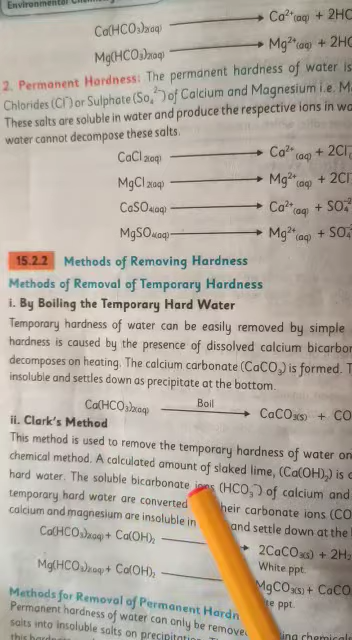 Environmental Chem
Ca(HCO₃)₂(aq) ⟶ Ca²⁺(aq) + 2HC
Mg(HCO₃)₂(aq) ⟶ Mg²⁺(aq) + 2HC
2. Permanent Hardness: The permanent hardness of water is
Chlorides (Cl⁻) or Sulphate (So₄²⁻) of Calcium and Magnesium i.e. M
These salts are soluble in water and produce the respective ions in wa
water cannot decompose these salts.
CaCl₂(aq) ⟶ Ca²⁺(aq) + 2Cl
MgCl₂(aq) ⟶ Mg²⁺(aq) + 2Cl
CaSO₄(aq) ⟶ Ca²⁺(aq) + SO₄²
MgSO₄(aq) ⟶ Mg²⁺(aq) + SO₄
15.2.2 Methods of Removing Hardness
Methods of Removal of Temporary Hardness
i. By Boiling the Temporary Hard Water
Temporary hardness of water can be easily removed by simple
hardness is caused by the presence of dissolved calcium bicarbon
decomposes on heating. The calcium carbonate (CaCO₃) is formed. T
insoluble and settles down as precipitate at the bottom.
Ca(HCO₃)₂(aq) Boil ⟶ CaCO₃(s) + CO
ii. Clark's Method
This method is used to remove the temporary hardness of water on
chemical method. A calculated amount of slaked lime, (Ca(OH)₂) is
hard water. The soluble bicarbonate ions (HCO₃⁻) of calcium and
temporary hard water are converted heir carbonate ions (CO
calcium and magnesium are insoluble in and settle down at the
Ca(HCO₃)₂(aq) + Ca(OH)₂ 2CaCO₃(s) + 2H₂
White ppt.
Mg(HCO₃)₂(aq) + Ca(OH)₂ MgCO₃(s) + CaCO
te ppt.
Methods for Removal of Permanent Hardn
Permanent hardness of water can only be remove ing chemical
salts into insoluble salts on precipitation